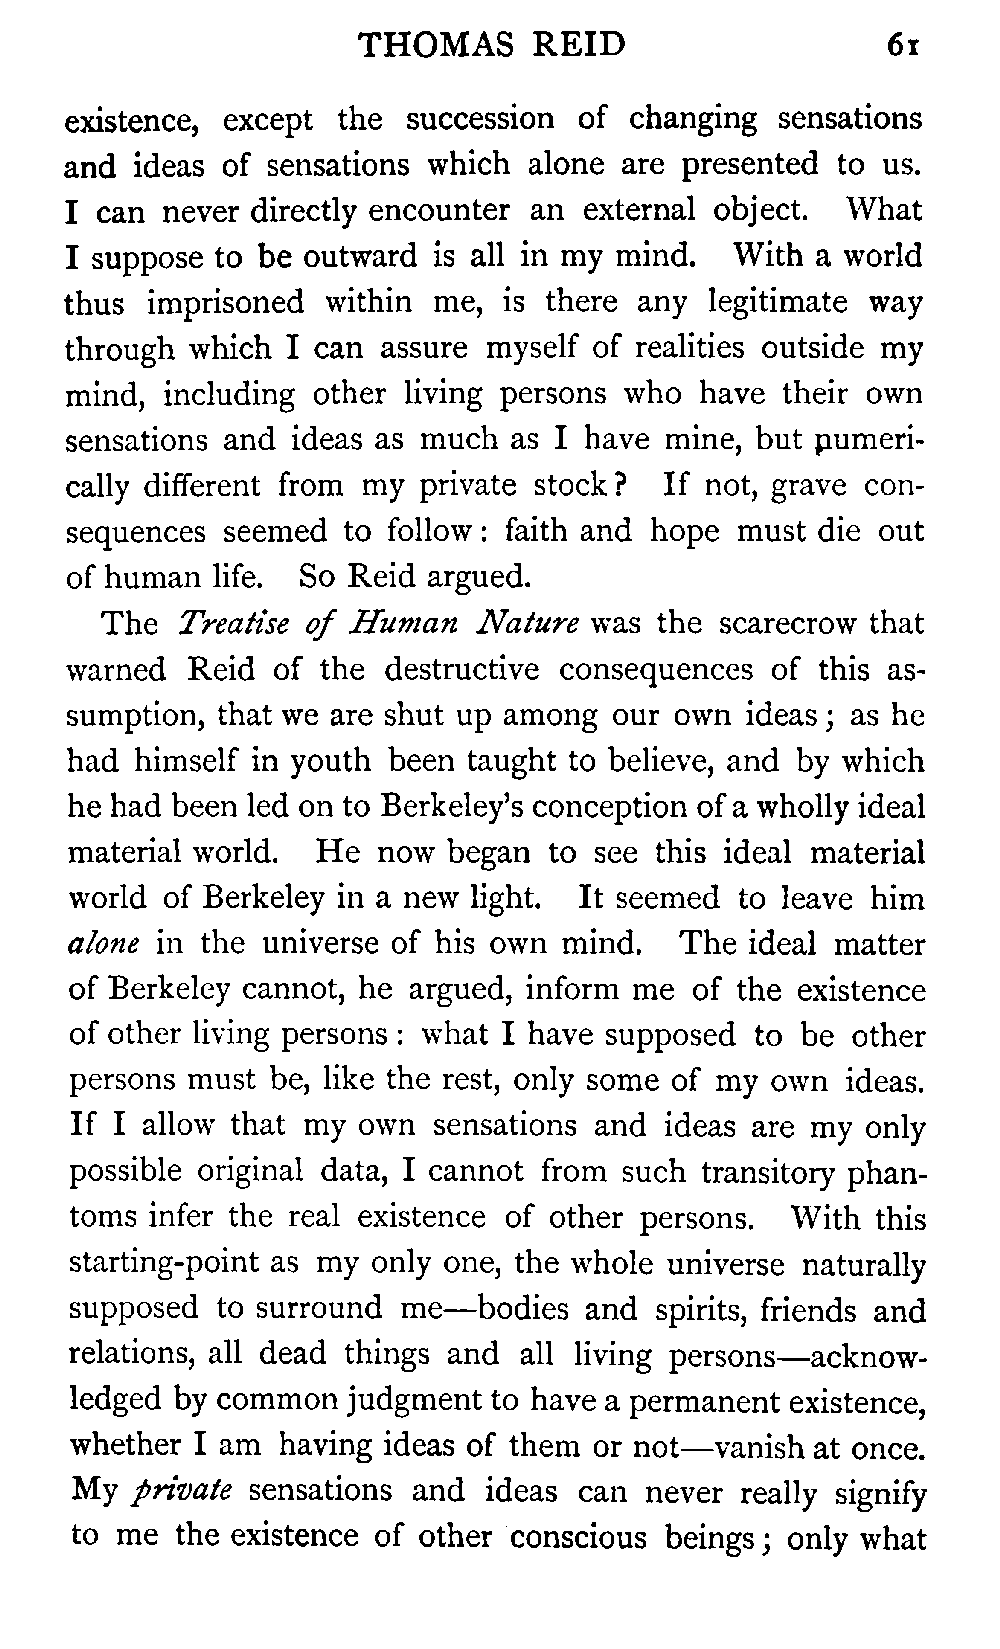 THOMAS REID 61
existence, except the succession of changing sensations
and ideas of sensations which alone are presented to us.
I can never directly encounter an external object. What
I suppose to be outward is all in my mind. With a world
thus imprisoned within me, is there any legitimate way
through which I can assure myself of realities outside my
mind, including other living persons who have their own
sensations and ideas as much as I have mine, but numeri-
cally different from my private stock? If not, grave con-
sequences seemed to follow: faith and hope must die out
of human life. So Reid argued.
The Treatise of Human Nature was the scarecrow that
warned Reid of the destructive consequences of this as-
sumption, that we are shut up among our own ideas; as he
had himself in youth been taught to believe, and by which
he had been led on to Berkeley's conception of a wholly ideal
material world. He now began to see this ideal material
world of Berkeley in a new light. It seemed to leave him
alone in the universe of his own mind. The ideal matter
of Berkeley cannot, he argued, inform me of the existence
of other living persons: what I have supposed to be other
persons must be, like the rest, only some of my own ideas.
If I allow that my own sensations and ideas are my only
possible original data, I cannot from such transitory phan-
toms infer the real existence of other persons. With this
starting-point as my only one, the whole universe naturally
supposed to surround me—bodies and spirits, friends and
relations, all dead things and all living persons—acknow-
ledged by common judgment to have a permanent existence,
whether I am having ideas of them or not—vanish at once.
My private sensations and ideas can never really signify
to me the existence of other conscious beings; only what